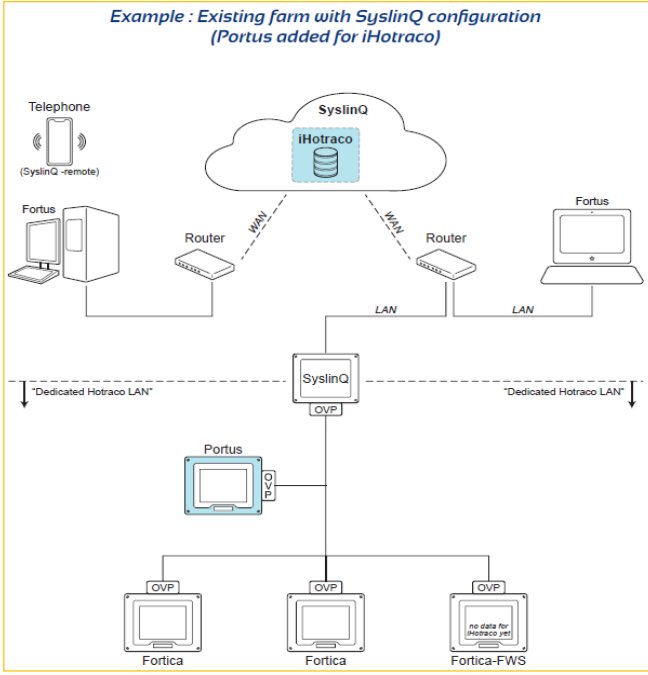 Example : Existing farm with SyslinQ configuration
(Portus added for iHotraco)
SyslinQ
iHotraco
Telephone
(SyslinQ -remote)
Fortus
Router
WAN
WAN
Router
Fortus
LAN
LAN
SyslinQ
OVP
"Dedicated Hotraco LAN"
"Dedicated Hotraco LAN"
Portus
OVP
OVP
OVP
OVP
no data for
iHotraco yet
Fortica
Fortica
Fortica-FWS